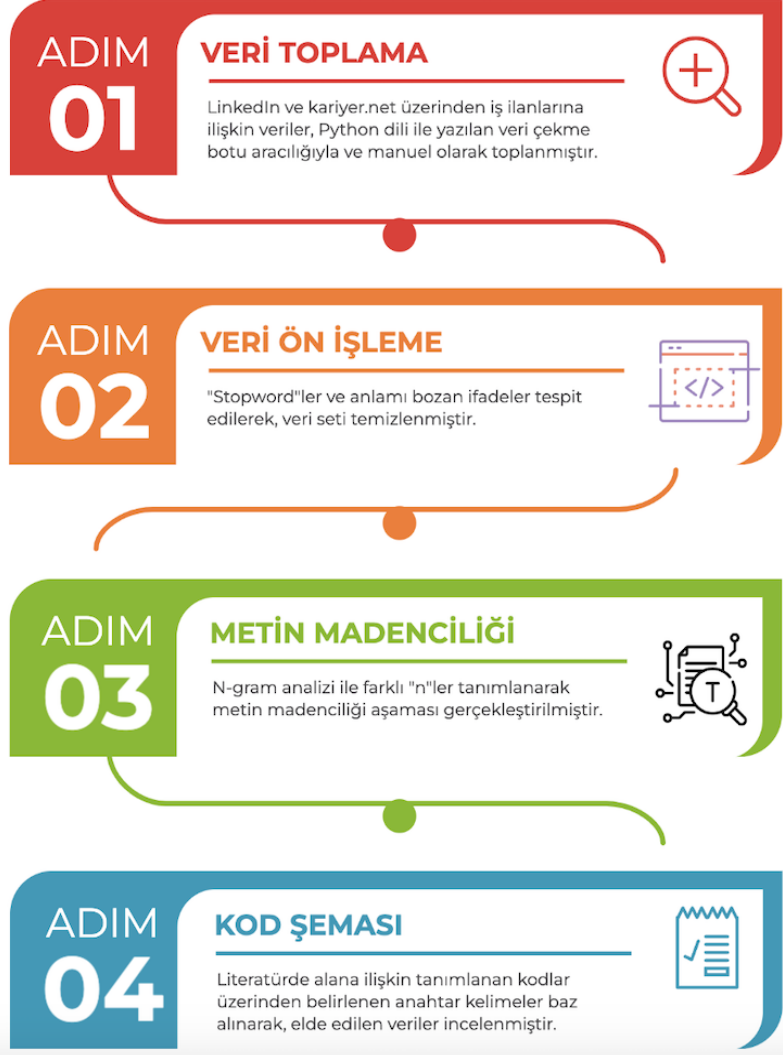 ADIM
01
VERİ TOPLAMA
LinkedIn ve kariyer.net üzerinden iş ilanlarına
ilişkin veriler, Python dili ile yazılan veri çekme
botu aracılığıyla ve manuel olarak toplanmıştır.
ADIM
02
VERİ ÖN İŞLEME
"Stopword"ler ve anlamı bozan ifadeler tespit
edilerek, veri seti temizlenmiştir.
</>
ADIM
03
METİN MADENCİLİĞİ
N-gram analizi ile farklı "n"ler tanımlanarak
metin madenciliği aşaması gerçekleştirilmiştir.
T
ADIM
04
KOD ŞEMASI
Literatürde alana ilişkin tanımlanan kodlar
üzerinden belirlenen anahtar kelimeler baz
alınarak, elde edilen veriler incelenmiştir.